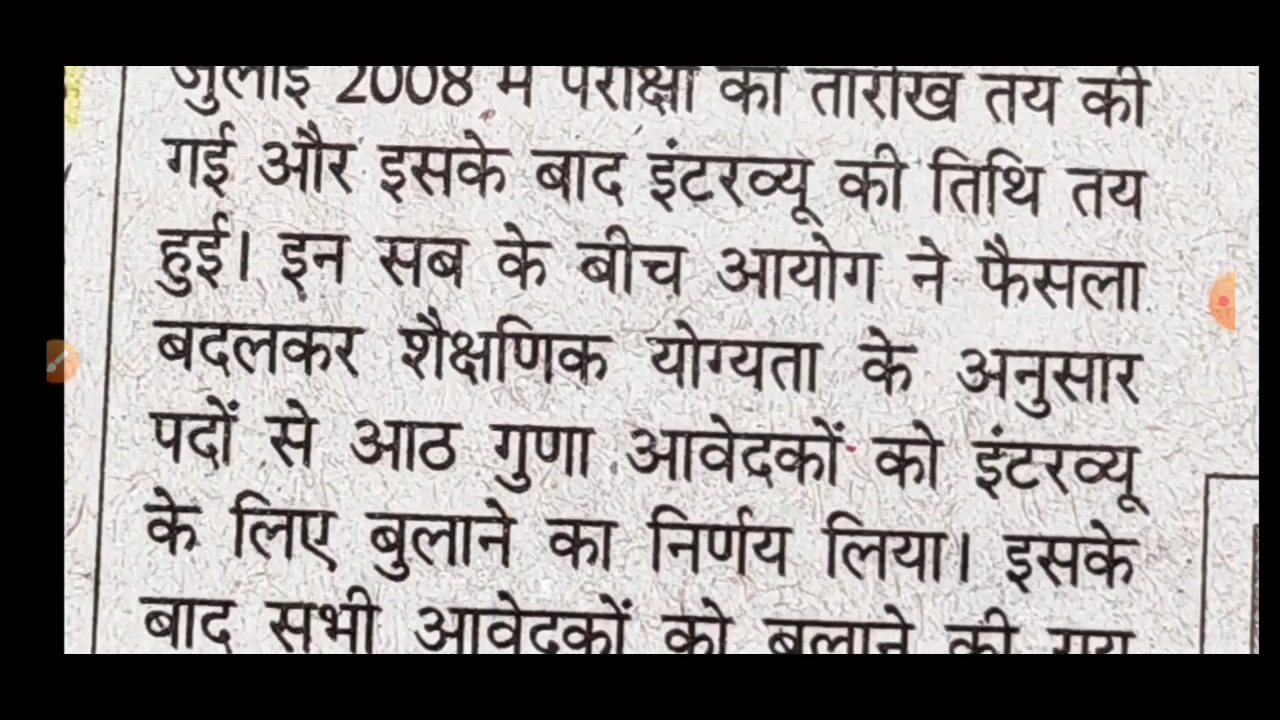 जुलाई 2008 में परीक्षा की तारीख तय की
गई और इसके बाद इंटरव्यू की तिथि तय
हुई। इन सब के बीच आयोग ने फैसला
बदलकर शैक्षणिक योग्यता के अनुसार
पदों से आठ गुणा आवेदकों को इंटरव्यू
के लिए बुलाने का निर्णय लिया। इसके
बाद सभी आवेदकों को बुलाने की